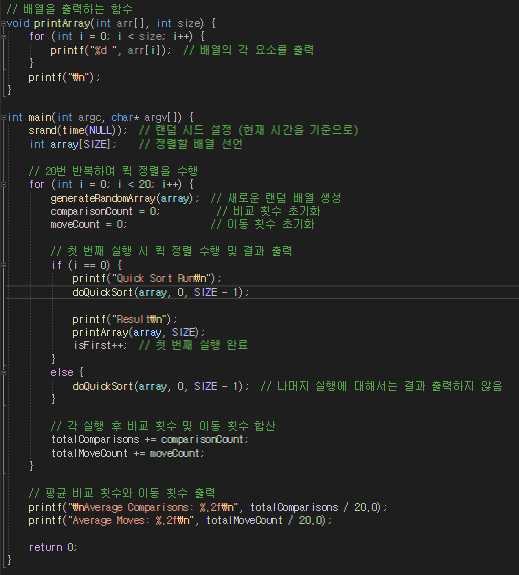 // 배열을 출력하는 함수
void printArray(int arr[], int size) {
    for (int i = 0; i < size; i++) {
        printf("%d ", arr[i]);  // 배열의 각 요소를 출력
    }
    printf("₩n");
}

int main(int argc, char* argv[]) {
    srand(time(NULL));  // 랜덤 시드 설정 (현재 시간을 기준으로)
    int array[SIZE];    // 정렬할 배열 선언

    // 20번 반복하여 퀵 정렬을 수행
    for (int i = 0; i < 20; i++) {
        generateRandomArray(array);  // 새로운 랜덤 배열 생성
        comparisonCount = 0;          // 비교 횟수 초기화
        moveCount = 0;               // 이동 횟수 초기화

        // 첫 번째 실행 시 퀵 정렬 수행 및 결과 출력
        if (i == 0) {
            printf("Quick Sort Run₩n");
            doQuickSort(array, 0, SIZE - 1);

            printf("Result₩n");
            printArray(array, SIZE);
            isFirst++;  // 첫 번째 실행 완료
        }
        else {
            doQuickSort(array, 0, SIZE - 1);  // 나머지 실행에 대해서는 결과 출력하지 않음
        }

        // 각 실행 후 비교 횟수 및 이동 횟수 합산
        totalComparisons += comparisonCount;
        totalMoveCount += moveCount;
    }

    // 평균 비교 횟수와 이동 횟수 출력
    printf("₩nAverage Comparisons: %.2f₩n", totalComparisons / 20.0);
    printf("Average Moves: %.2f₩n", totalMoveCount / 20.0);

    return 0;
}